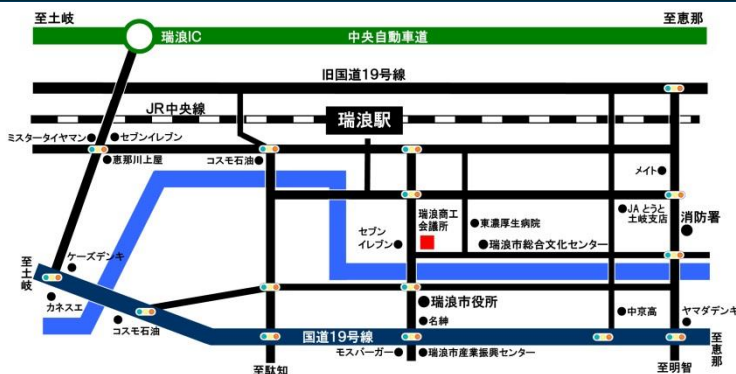 至土岐
至恵那
瑞浪IC
中央自動車道
旧国道19号線
JR中央線
瑞浪駅
ミスタータイヤマン
セブンイレブン
恵那川上屋
コスモ石油
メイト
瑞浪商工
会議所
セブン
イレブン
東濃厚生病院
瑞浪市総合文化センター
JAとうと
土岐支店
消防署
至土岐
ケーズデンキ
カネスエ
コスモ石油
瑞浪市役所
名神
中京高
ヤマダデンキ
国道19号線
至恵那
モスバーガー
瑞浪市産業振興センター
至駄知
至明智